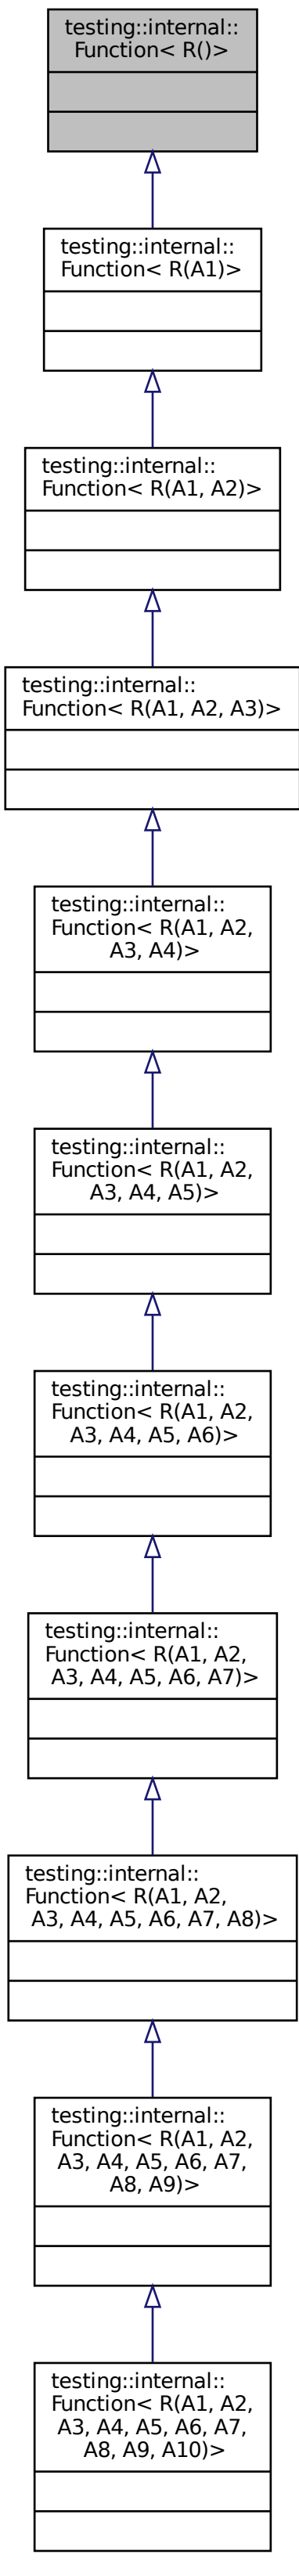 testing::internal::
Function< R()>
testing::internal::
Function< R(A1)>
testing::internal::
Function< R(A1, A2)>
testing::internal::
Function< R(A1, A2, A3)>
testing::internal::
Function< R(A1, A2,
A3, A4)>
testing::internal::
Function< R(A1, A2,
A3, A4, A5)>
testing::internal::
Function< R(A1, A2,
A3, A4, A5, A6)>
testing::internal::
Function< R(A1, A2,
A3, A4, A5, A6, A7)>
testing::internal::
Function< R(A1, A2,
A3, A4, A5, A6, A7, A8)>
testing::internal::
Function< R(A1, A2,
A3, A4, A5, A6, A7,
A8, A9)>
testing::internal::
Function< R(A1, A2,
A3, A4, A5, A6, A7,
A8, A9, A10)>